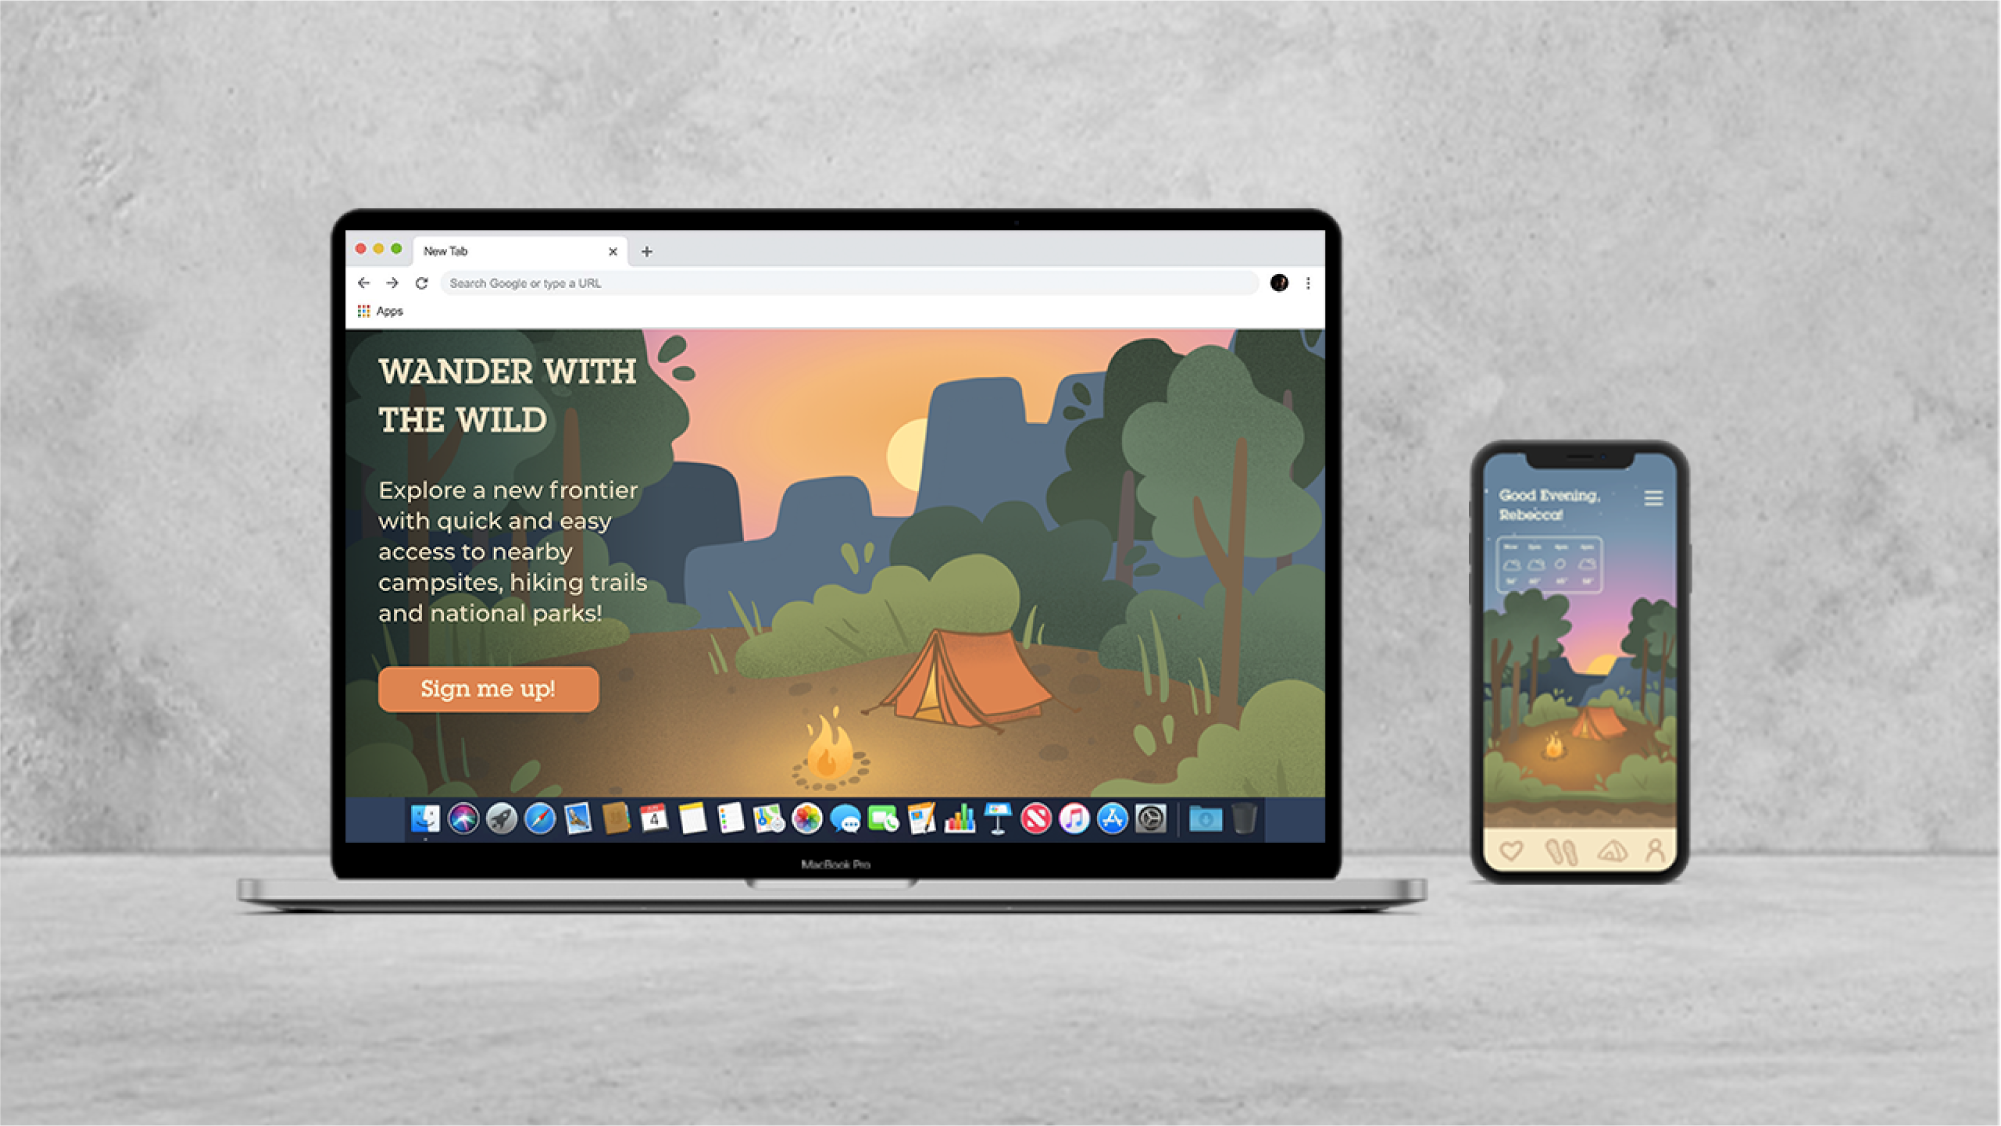 New Tab
Search Google or type a URL
Apps
WANDER WITH
THE WILD
Explore a new frontier
with quick and easy
access to nearby
campsites, hiking trails
and national parks!
Sign me up!
4
MacBook Pro
Good Evening,
Rebecca!